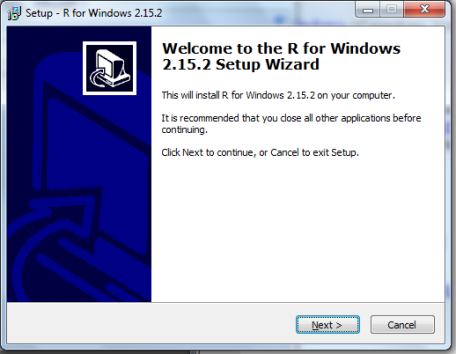 Setup - R for Windows 2.15.2
Welcome to the R for Windows
2.15.2 Setup Wizard
This will install R for Windows 2.15.2 on your computer.
It is recommended that you close all other applications before
continuing.
Click Next to continue, or Cancel to exit Setup.
Next >
Cancel